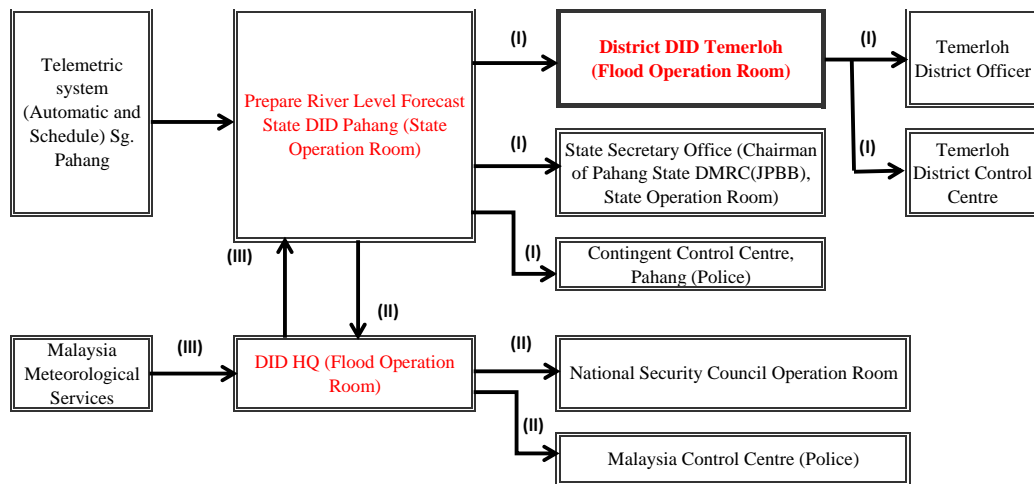 Telemetric
system
(Automatic and
Schedule) Sg.
Pahang
Prepare River Level Forecast
State DID Pahang (State
Operation Room)
(I)
District DID Temerloh
(Flood Operation Room)
(I)
Temerloh
District Officer
(I)
State Secretary Office (Chairman
of Pahang State DMRC(JPBB),
State Operation Room)
(I)
Temerloh
District Control
Centre
(I)
Contingent Control Centre,
Pahang (Police)
(III)
(II)
Malaysia
Meteorological
Services
(III)
DID HQ (Flood Operation
Room)
(II)
National Security Council Operation Room
(II)
Malaysia Control Centre (Police)